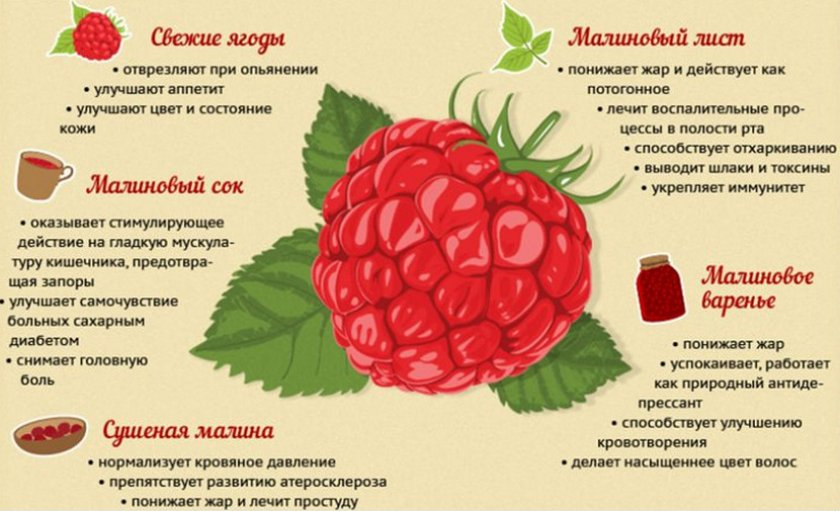 Свежие ягоды
• отврезляют при опьянении
• улучшают аппетит
• улучшают цвет и состояние
кожи
Малиновый сок
• оказывает стимулирующее
действие на гладкую мускула-
туру кишечника, предотвра-
щая запоры
• улучшает самочувствие
больных сахарным
диабетом
• снимает головную
боль
Сушеная малина
• нормализует кровяное давление
• препятствует развитию атеросклероза
• понижает жар и лечит простуду
Малиновый лист
• понижает жар и действует как
потогонное
• лечит воспалительные про-
цессы в полости рта
• способствует отхаркиванию
• выводит шлаки и токсины
• укрепляет иммунитет
Малиновое
варенье
• понижает жар
• успокаивает, работает
как природный антиде-
прессант
• способствует улучшению
кровотворения
• делает насыщеннее цвет волос